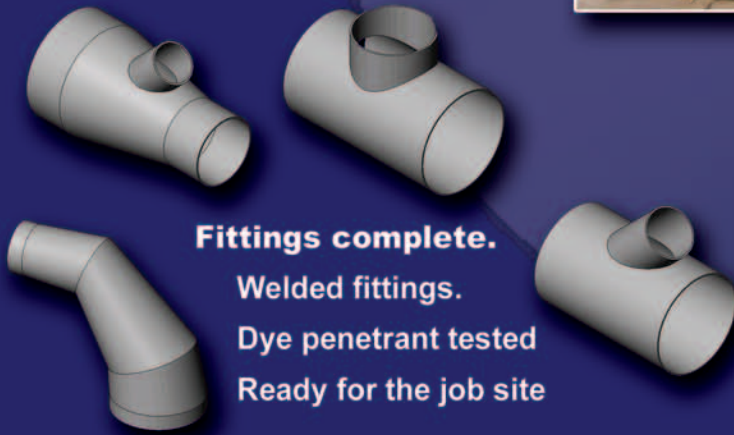 Fittings complete.
Welded fittings.
Dye penetrant tested
Ready for the job site